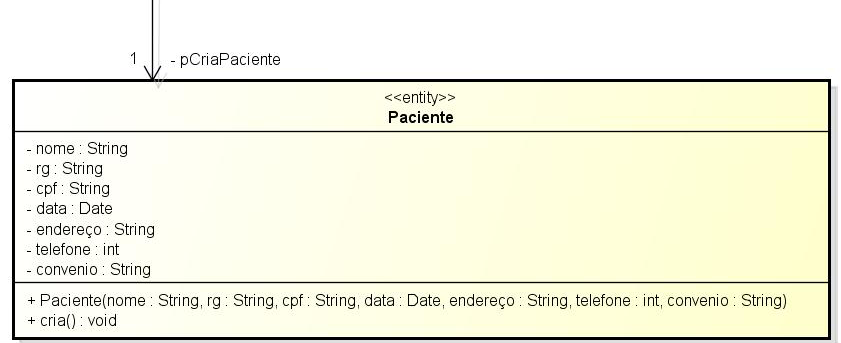 1 - pCriaPaciente
<<entity>>
Paciente
- nome : String
- rg : String
- cpf : String
- data : Date
- endereço : String
- telefone : int
- convenio : String
+ Paciente(nome : String, rg : String, cpf : String, data : Date, endereço : String, telefone : int, convenio : String)
+ cria() : void